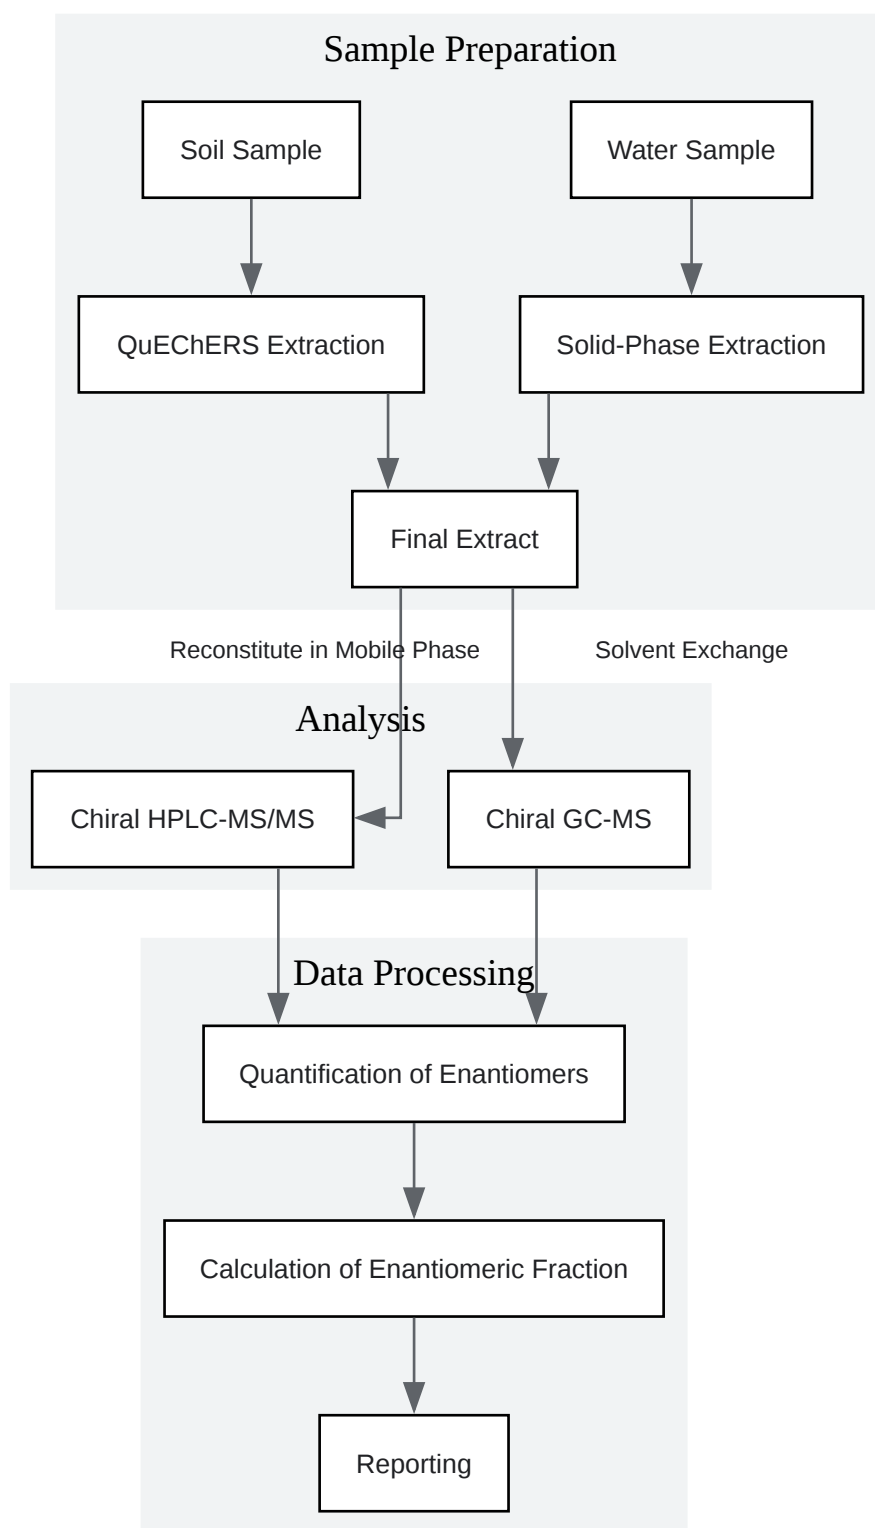 Sample Preparation
Soil Sample
Water Sample
QuEChERS Extraction
Solid-Phase Extraction
Final Extract
Reconstitute in Mobile Phase
Solvent Exchange
Analysis
Chiral HPLC-MS/MS
Chiral GC-MS
Data Processing
Quantification of Enantiomers
Calculation of Enantiomeric Fraction
Reporting